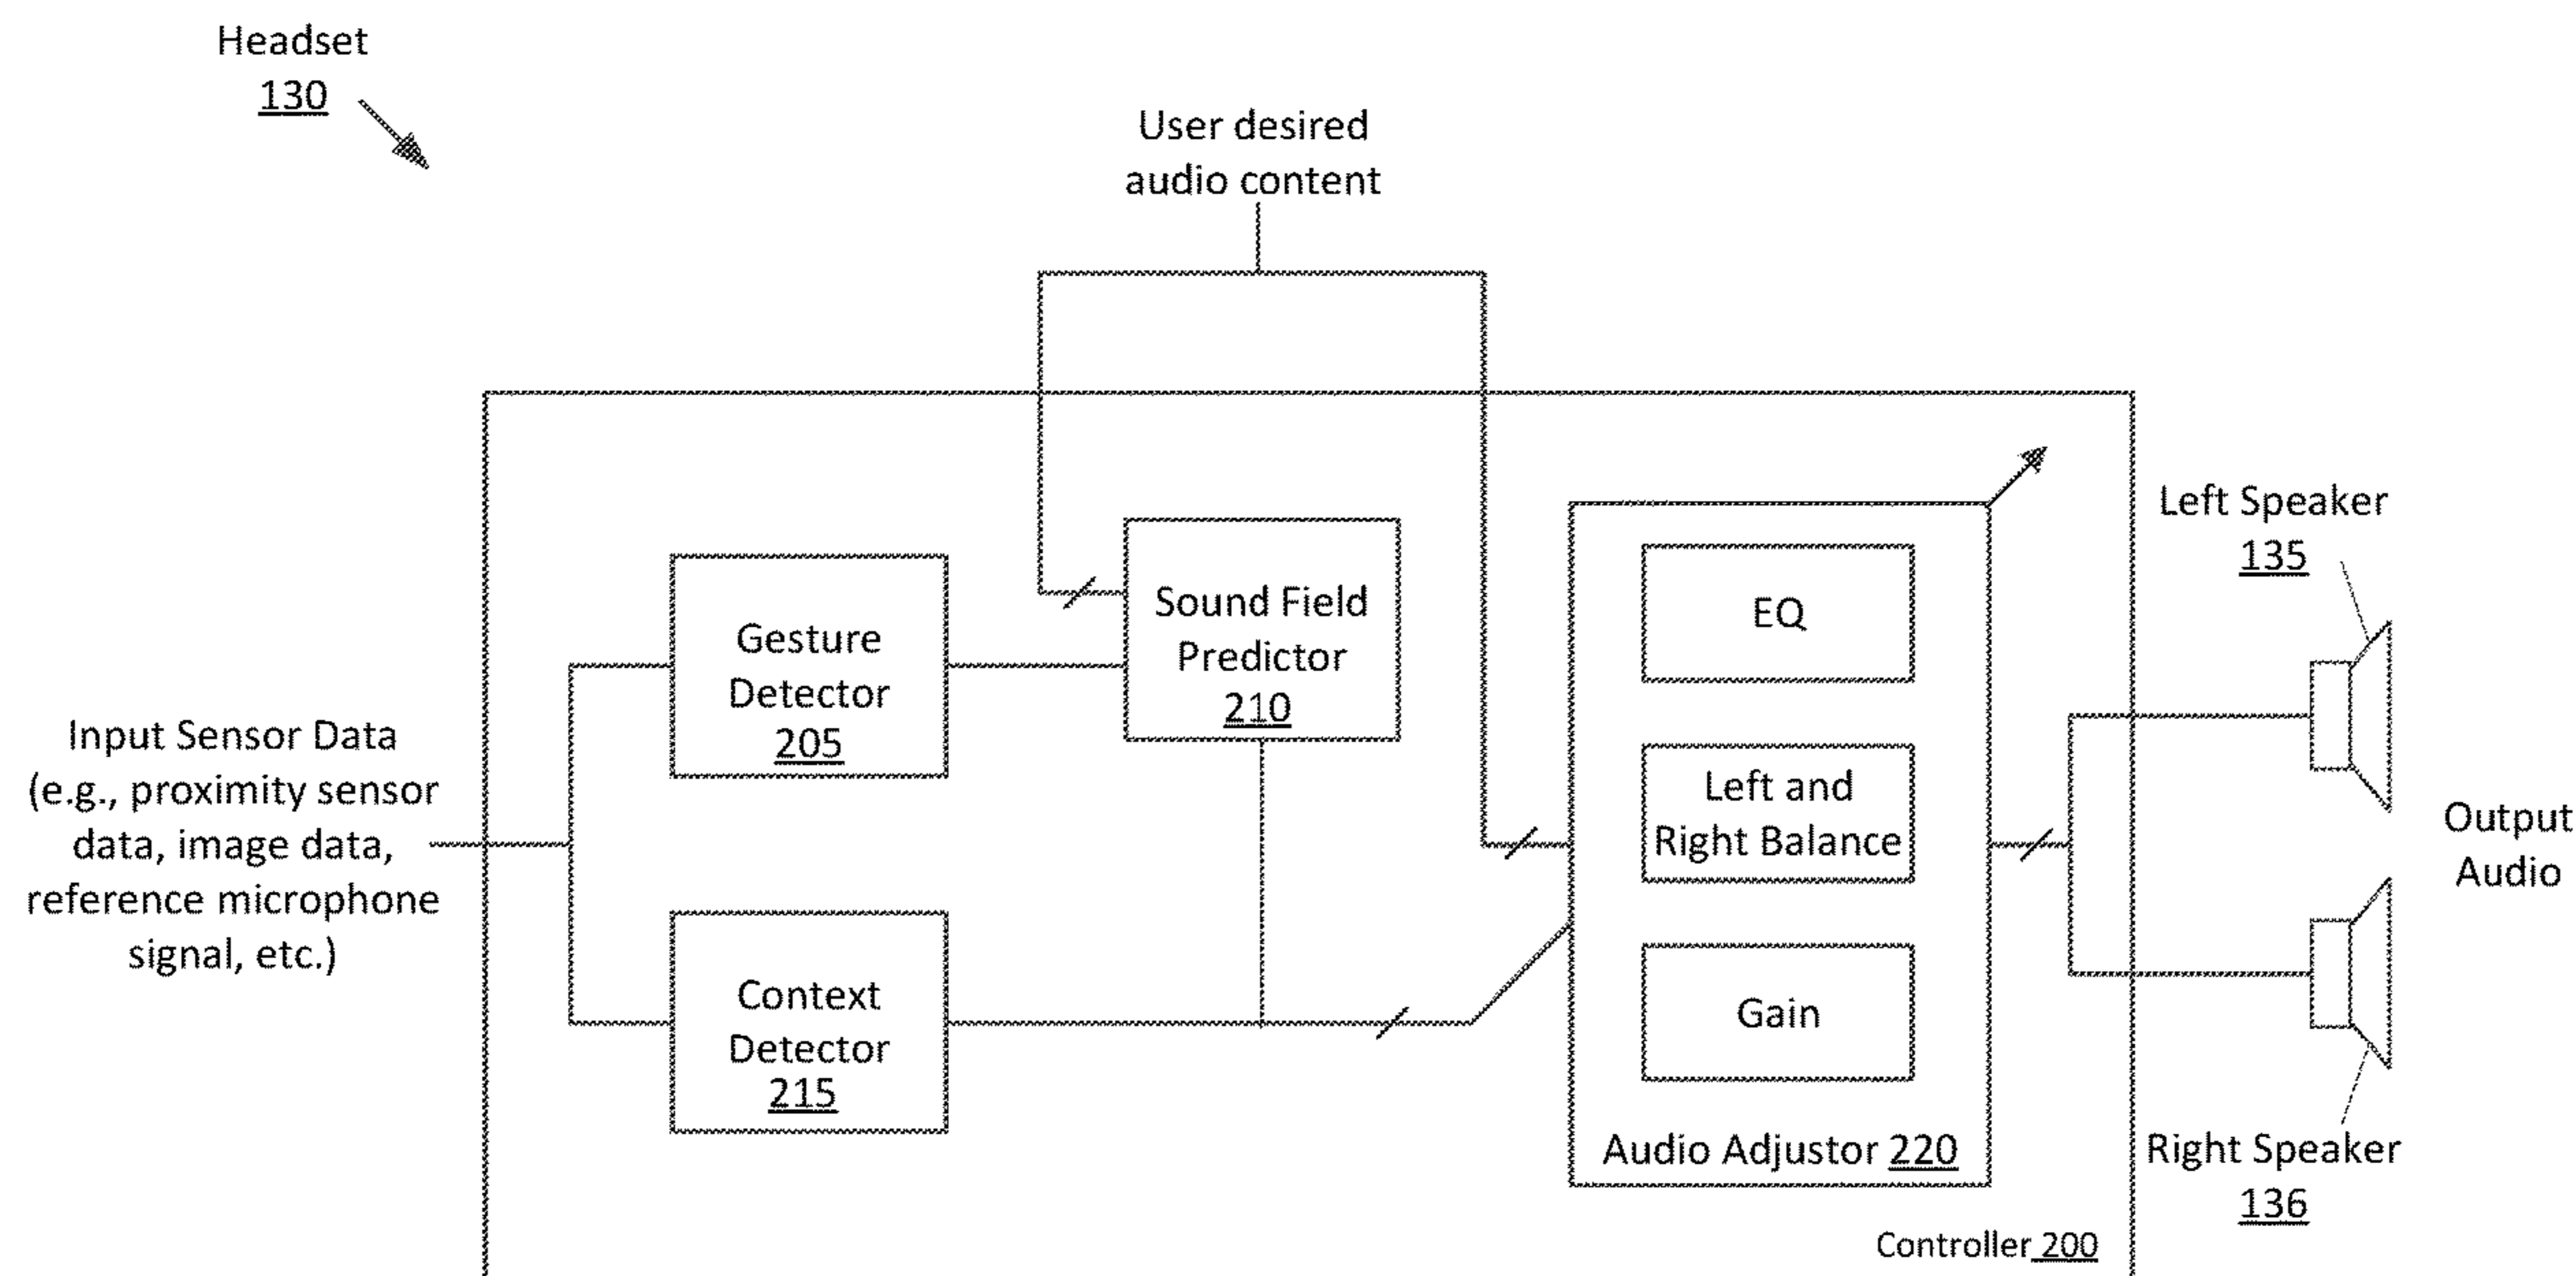 Headset
130
User desired
audio content
Input Sensor Data
(e.g., proximity sensor
data, image data,
reference microphone
signal, etc.)
Gesture
Detector
205
Context
Detector
215
Sound Field
Predictor
210
EQ
Left and
Right Balance
Gain
Audio Adjustor 220
Controller 200
Left Speaker
135
Output
Audio
Right Speaker
136